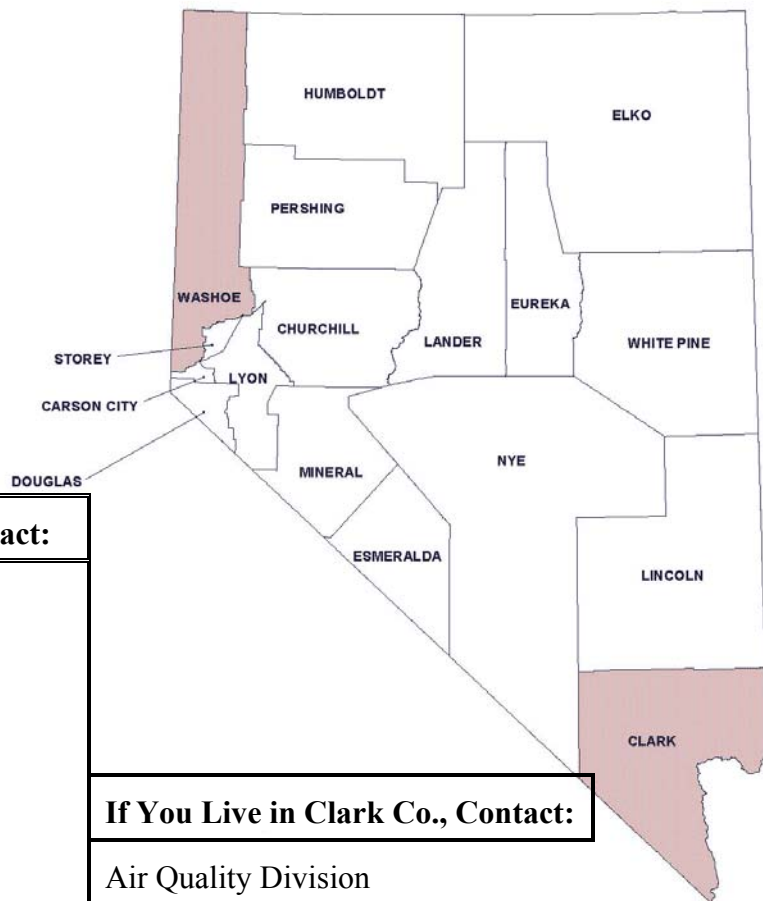 HUMBOLDT
ELKO
PERSHING
WASHOE
CHURCHILL
EUREKA
LANDER
WHITE PINE
STOREY
LYON
CARSON CITY
NYE
MINERAL
DOUGLAS
act:
ESMERALDA
LINCOLN
CLARK
If You Live in Clark Co., Contact:
Air Quality Division